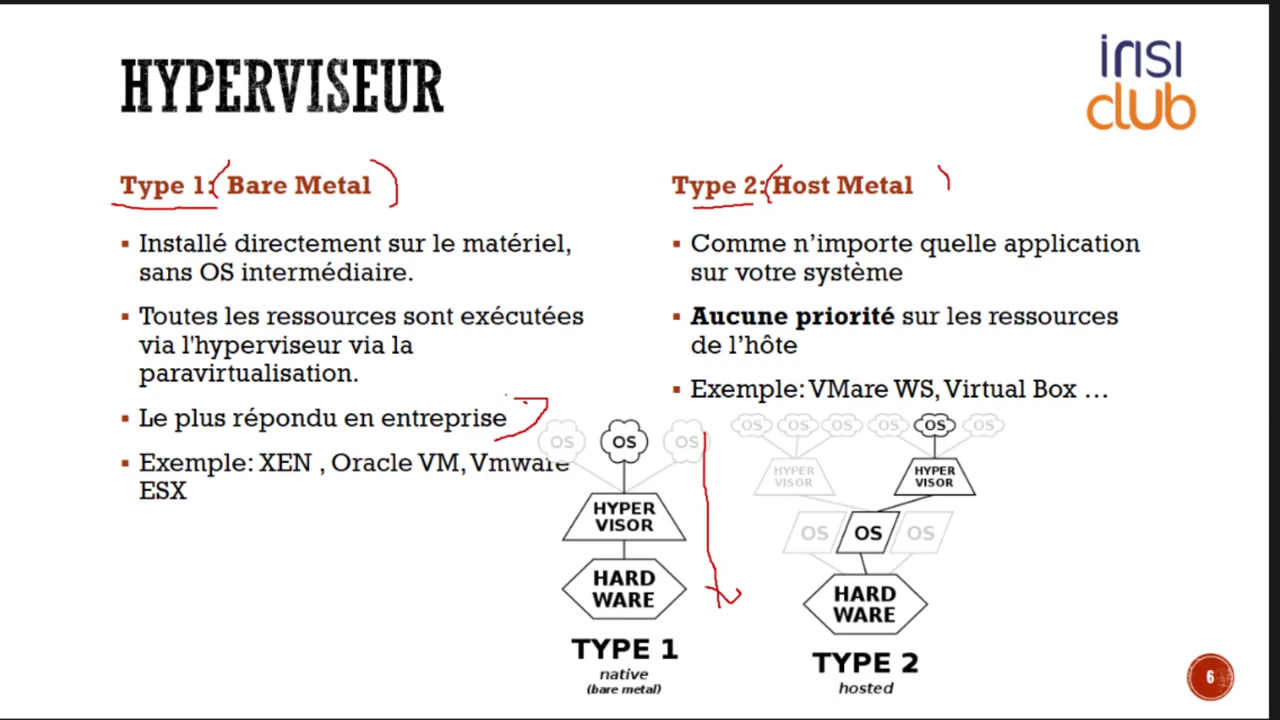 HYPERVISEUR
insi
club
Type 1: Bare Metal
▪ Installé directement sur le matériel,
sans OS intermédiaire.
▪ Toutes les ressources sont exécutées
via l'hyperviseur via la
paravirtualisation.
▪ Le plus répondu en entreprise
▪ Exemple: XEN , Oracle VM, Vmware
ESX
Type 2: Host Metal
▪ Comme n’importe quelle application
sur votre système
▪ Aucune priorité sur les ressources
de l’hôte
▪ Exemple: VMare WS, Virtual Box …
OS OS OS
HYPER
VISOR
HARD
WARE
TYPE 1
native
(bare metal)
OS OS OS OS OS OS
HYPER
VISOR
HYPER
VISOR
OS OS OS
HARD
WARE
TYPE 2
hosted
6